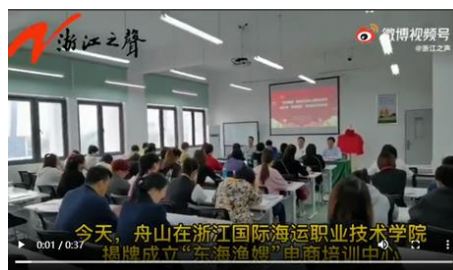 浙江之聲
微博视频号
@浙江之声
今天，舟山在浙江国际海运职业技术学院
揭牌成立“东海渔嫂”电商培训中心
0:01 / 0:37